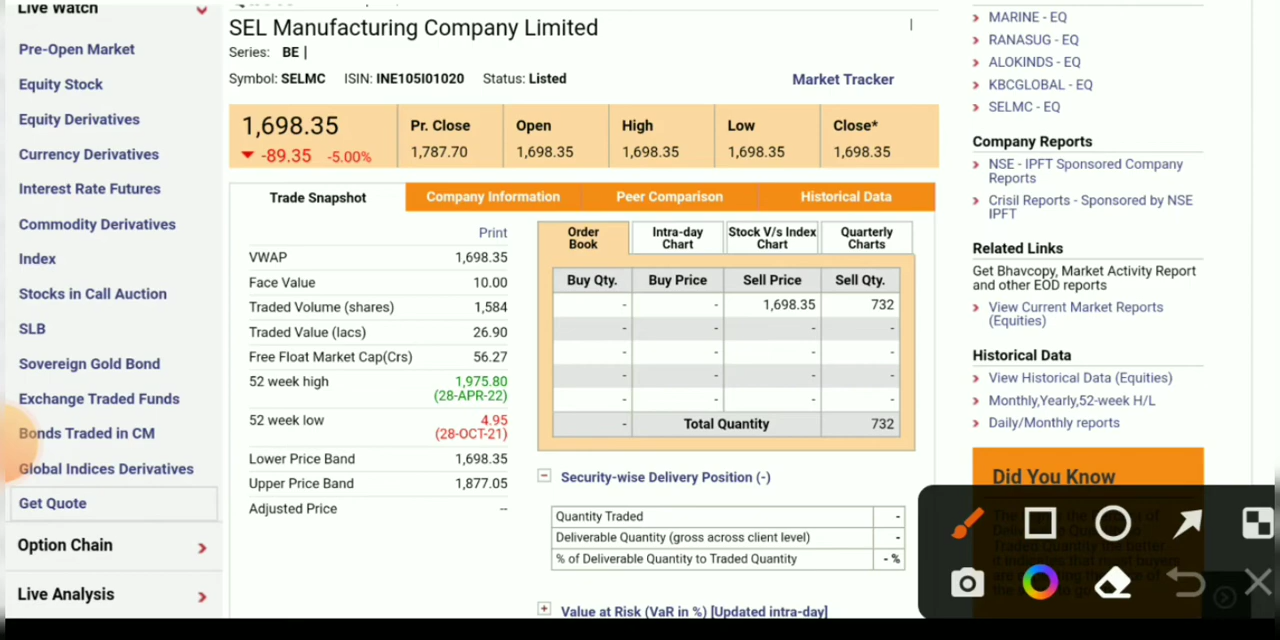 Live Watch
Pre-Open Market
Equity Stock
Equity Derivatives
Currency Derivatives
Interest Rate Futures
Commodity Derivatives
Index
Stocks in Call Auction
SLB
Sovereign Gold Bond
Exchange Traded Funds
Bonds Traded in CM
Global Indices Derivatives
Get Quote
Option Chain
Live Analysis
SEL Manufacturing Company Limited
Series: BE |
Symbol: SELMC ISIN: INE105I01020 Status: Listed
Market Tracker
1,698.35
-89.35 -5.00%
Pr. Close Open High Low Close*
1,787.70 1,698.35 1,698.35 1,698.35 1,698.35
Trade Snapshot Company Information Peer Comparison Historical Data
Print
VWAP 1,698.35
Face Value 10.00
Traded Volume (shares) 1,584
Traded Value (lacs) 26.90
Free Float Market Cap(Crs) 56.27
52 week high 1,975.80
(28-APR-22)
52 week low 4.95
(28-OCT-21)
Lower Price Band 1,698.35
Upper Price Band 1,877.05
Adjusted Price --
Order Book
Intra-day Chart
Stock V/s Index Chart
Quarterly Charts
Buy Qty. Buy Price Sell Price Sell Qty.
- - 1,698.35 732
- - - -
- - - -
- - - -
- - - -
- Total Quantity 732
Security-wise Delivery Position (-)
Quantity Traded -
Deliverable Quantity (gross across client level) -
% of Deliverable Quantity to Traded Quantity - %
Value at Risk (VaR in %) [Updated intra-day]
MARINE - EQ
RANASUG - EQ
ALOKINDS - EQ
KBCGLOBAL - EQ
SELMC - EQ
Company Reports
NSE - IPFT Sponsored Company
Reports
Crisil Reports - Sponsored by NSE
IPFT
Related Links
Get Bhavcopy, Market Activity Report
and other EOD reports
View Current Market Reports
(Equities)
Historical Data
View Historical Data (Equities)
Monthly,Yearly,52-week H/L
Daily/Monthly reports
Did You Know